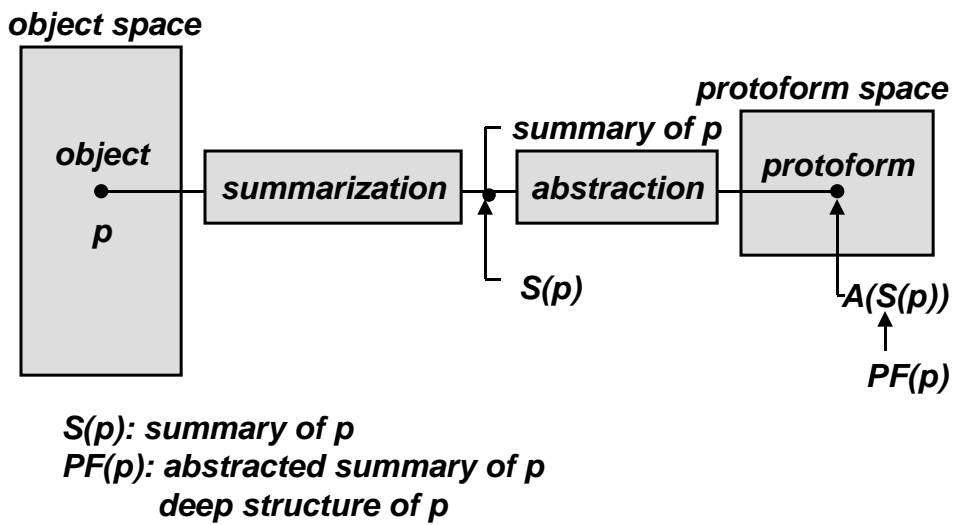 object space
protoform space
summary of p
object
summarization
abstraction
protoform
p
S(p)
A(S(p))
PF(p)
S(p): summary of p
PF(p): abstracted summary of p
deep structure of p